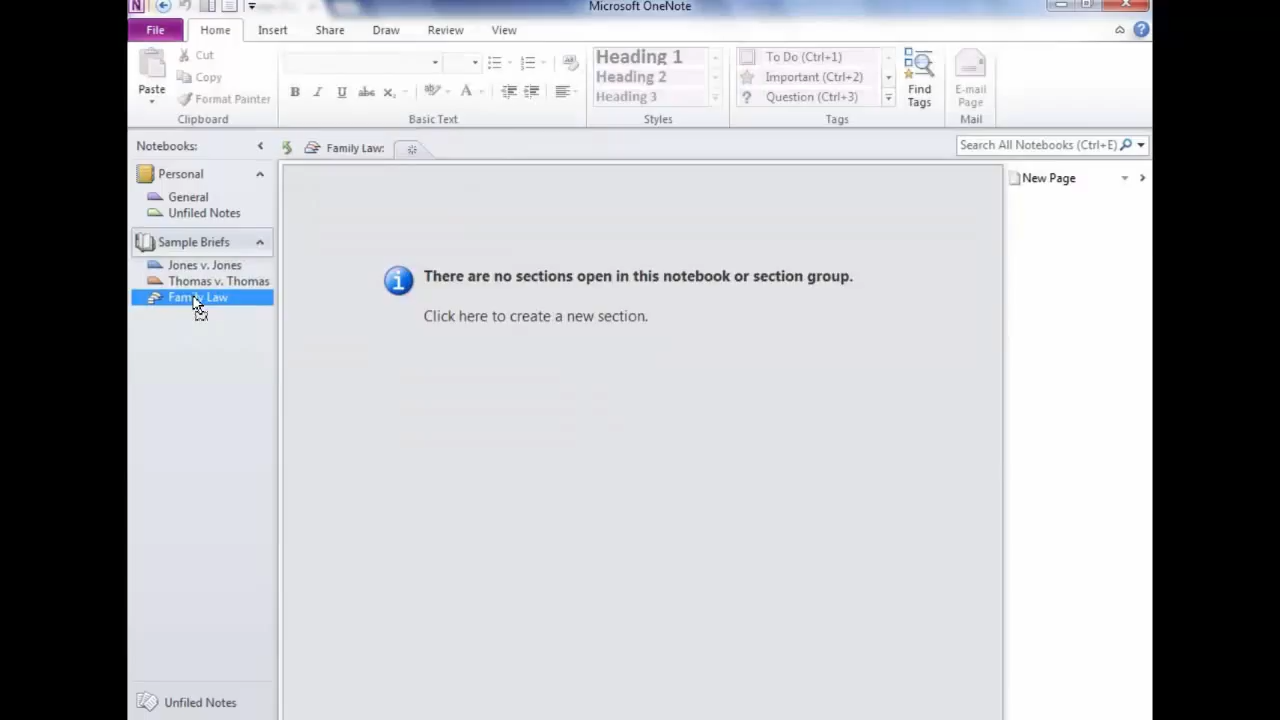 Microsoft OneNote
File Home Insert Share Draw Review View
Paste
Cut
Copy
Format Painter
Clipboard
B I U abc X₂ A
Basic Text
Heading 1
Heading 2
Heading 3
Styles
To Do (Ctrl+1)
Important (Ctrl+2)
Question (Ctrl+3)
Tags
Find
Tags
E-mail
Page
Mail
Notebooks:
Family Law:
Search All Notebooks (Ctrl+E)
Personal
General
Unfiled Notes
Sample Briefs
Jones v. Jones
Thomas v. Thomas
Family Law
There are no sections open in this notebook or section group.
Click here to create a new section.
New Page
Unfiled Notes